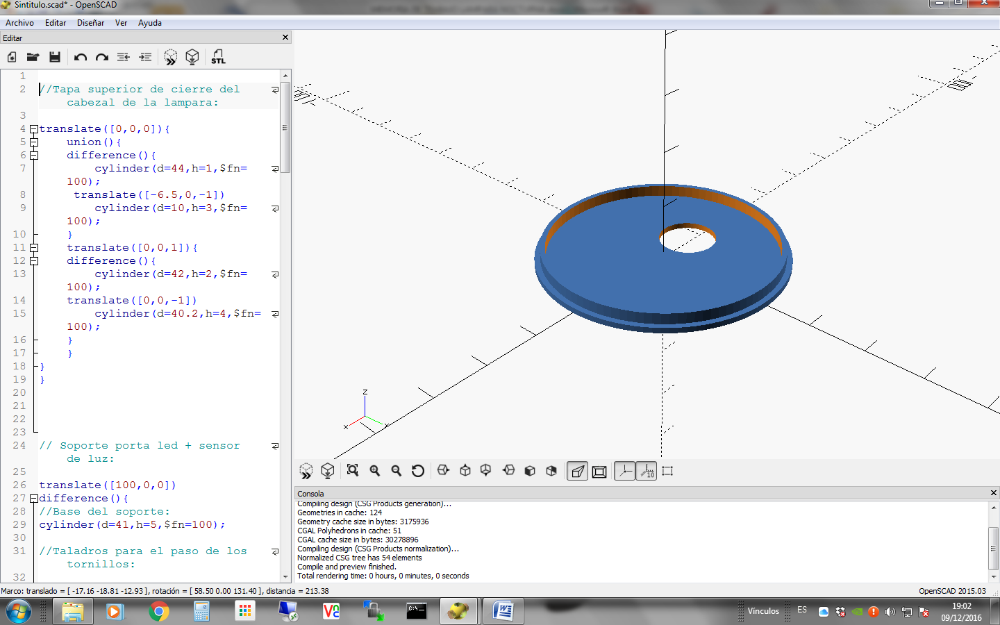 Sintitulo.scad* - OpenSCAD
Archivo Editar Diseñar Ver Ayuda
Editar
STL
1
2 //Tapa superior de cierre del
cabezal de la lampara:
3
4 translate([0,0,0]){
5 union(){
6 difference(){
7 cylinder(d=44,h=1,$fn=
100);
8 translate([-6.5,0,-1])
9 cylinder(d=10,h=3,$fn=
100);
10 }
11 translate([0,0,1]){
12 difference(){
13 cylinder(d=42,h=2,$fn=
100);
14 translate([0,0,-1])
15 cylinder(d=40.2,h=4,$fn=
100);
16 }
17 }
18 }
19 }
20
21
22
23
24 // Soporte porta led + sensor
de luz:
25
26 translate([100,0,0])
27 difference(){
28 //Base del soporte:
29 cylinder(d=41,h=5,$fn=100);
30
31 //Taladros para el paso de los
tornillos:
32
z
x
y
10
Consola
Compiling design (CSG Products generation)...
Geometries in cache: 124
Geometry cache size in bytes: 3175936
CGAL Polyhedrons in cache: 51
CGAL cache size in bytes: 30278896
Compiling design (CSG Products normalization)...
Normalized CSG tree has 54 elements
Compile and preview finished.
Total rendering time: 0 hours, 0 minutes, 0 seconds
Marco: translado = [ -17.16 -18.81 -12.93 ], rotación = [ 58.50 0.00 131.40 ], distancia = 213.38
OpenSCAD 2015.03
Vínculos
ES
19:02
09/12/2016